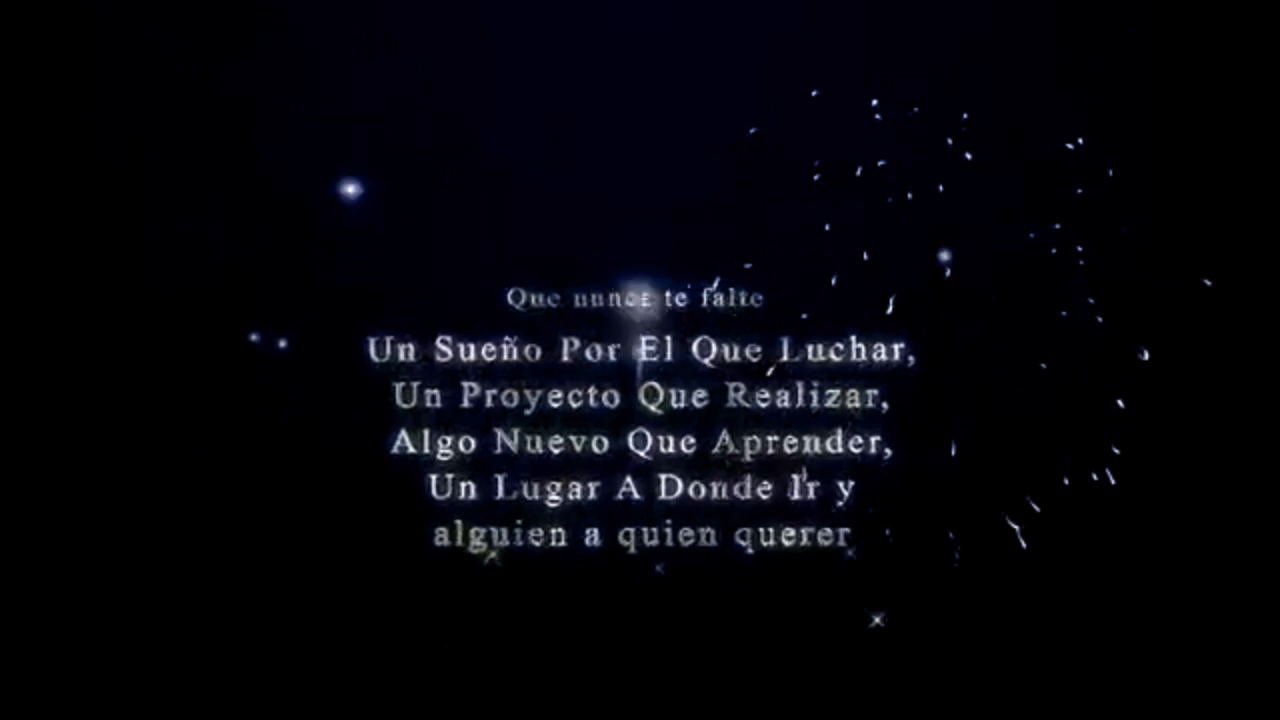 Que nunca te falte
Un Sueño Por El Que Luchar,
Un Proyecto Que Realizar,
Algo Nuevo Que Aprender,
Un Lugar A Donde Ir y
alguien a quien querer